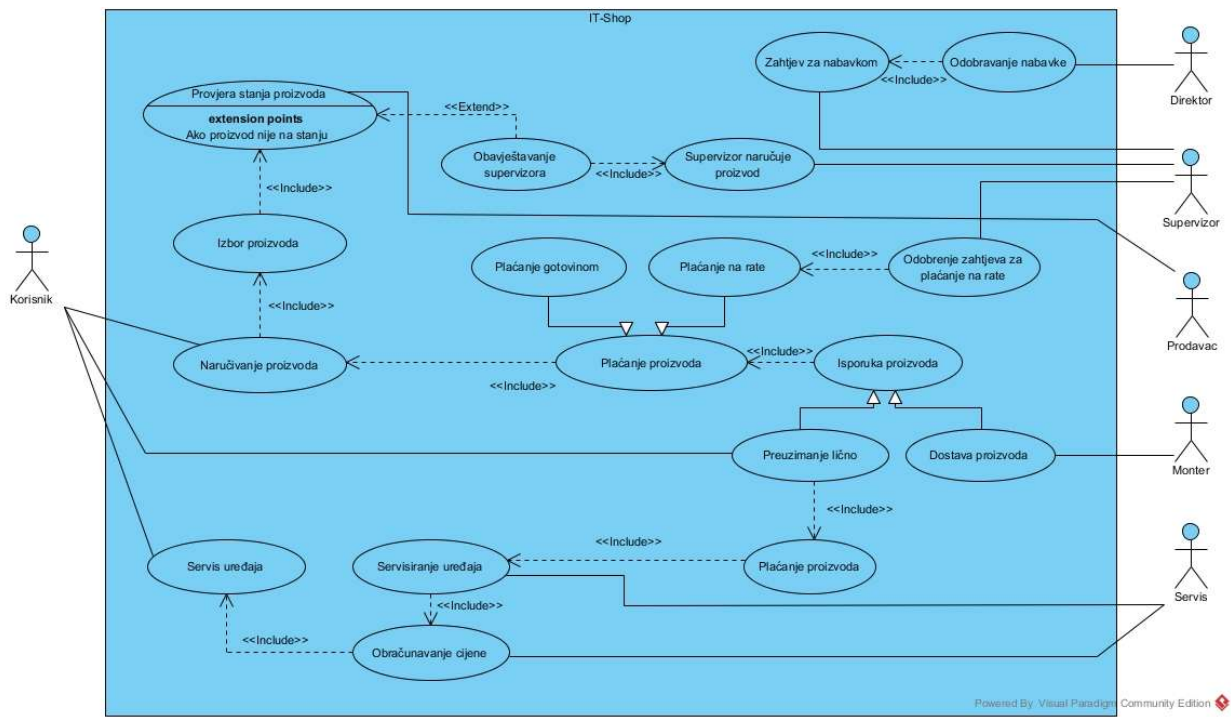 IT-Shop
Zahtjev za nabavkom
<<Include>>
Odobravanje nabavke
Direktor
Provjera stanja proizvoda
extension points
Ako proizvod nije na stanju
<<Extend>>
Obavještavanje
supervizora
<<Include>>
Supervizor naručuje
proizvod
Supervizor
<<Include>>
Izbor proizvoda
Korisnik
Plaćanje gotovinom
Plaćanje na rate
<<Include>>
Odobrenje zahtjeva za
plaćanje na rate
<<Include>>
Prodavac
Naručivanje proizvoda
<<Include>>
Plaćanje proizvoda
<<Include>>
Isporuka proizvoda
Preuzimanje lično
Dostava proizvoda
Monter
<<Include>>
Servis uređaja
Servisiranje uređaja
<<Include>>
Plaćanje proizvoda
Servis
<<Include>>
<<Include>>
Obračunavanje cijene
Powered By Visual Paradigm Community Edition